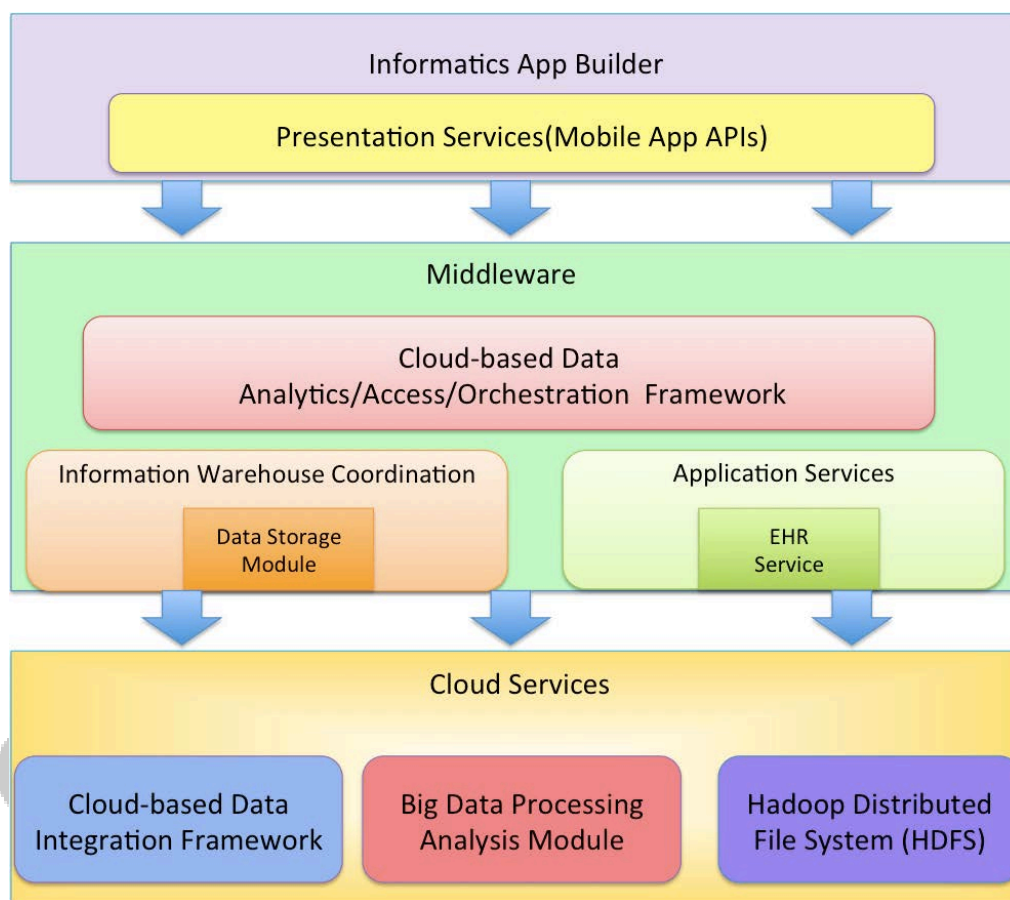 Informatics App Builder
Presentation Services(Mobile App APIs)
Middleware
Cloud-based Data
Analytics/Access/Orchestration Framework
Information Warehouse Coordination
Data Storage
Module
Application Services
EHR
Service
Cloud Services
Cloud-based Data
Integration Framework
Big Data Processing
Analysis Module
Hadoop Distributed
File System (HDFS)